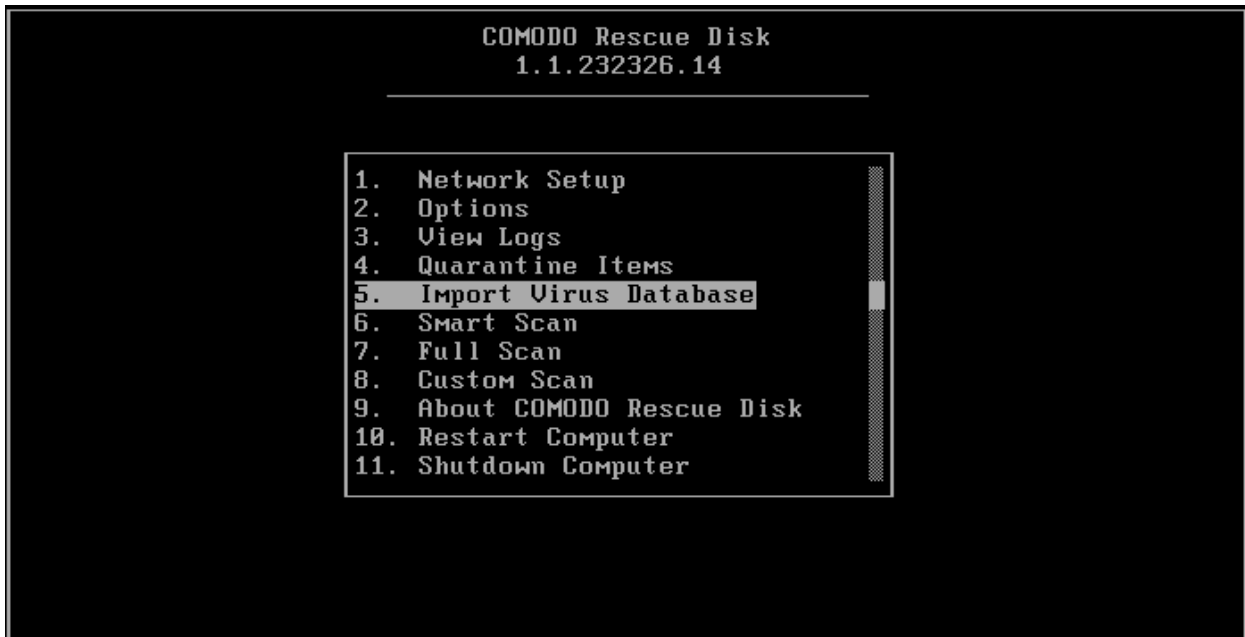 COMODO Rescue Disk
1.1.232326.14
1. Network Setup
2. Options
3. View Logs
4. Quarantine Items
5. Import Virus Database
6. Smart Scan
7. Full Scan
8. Custom Scan
9. About COMODO Rescue Disk
10. Restart Computer
11. Shutdown Computer